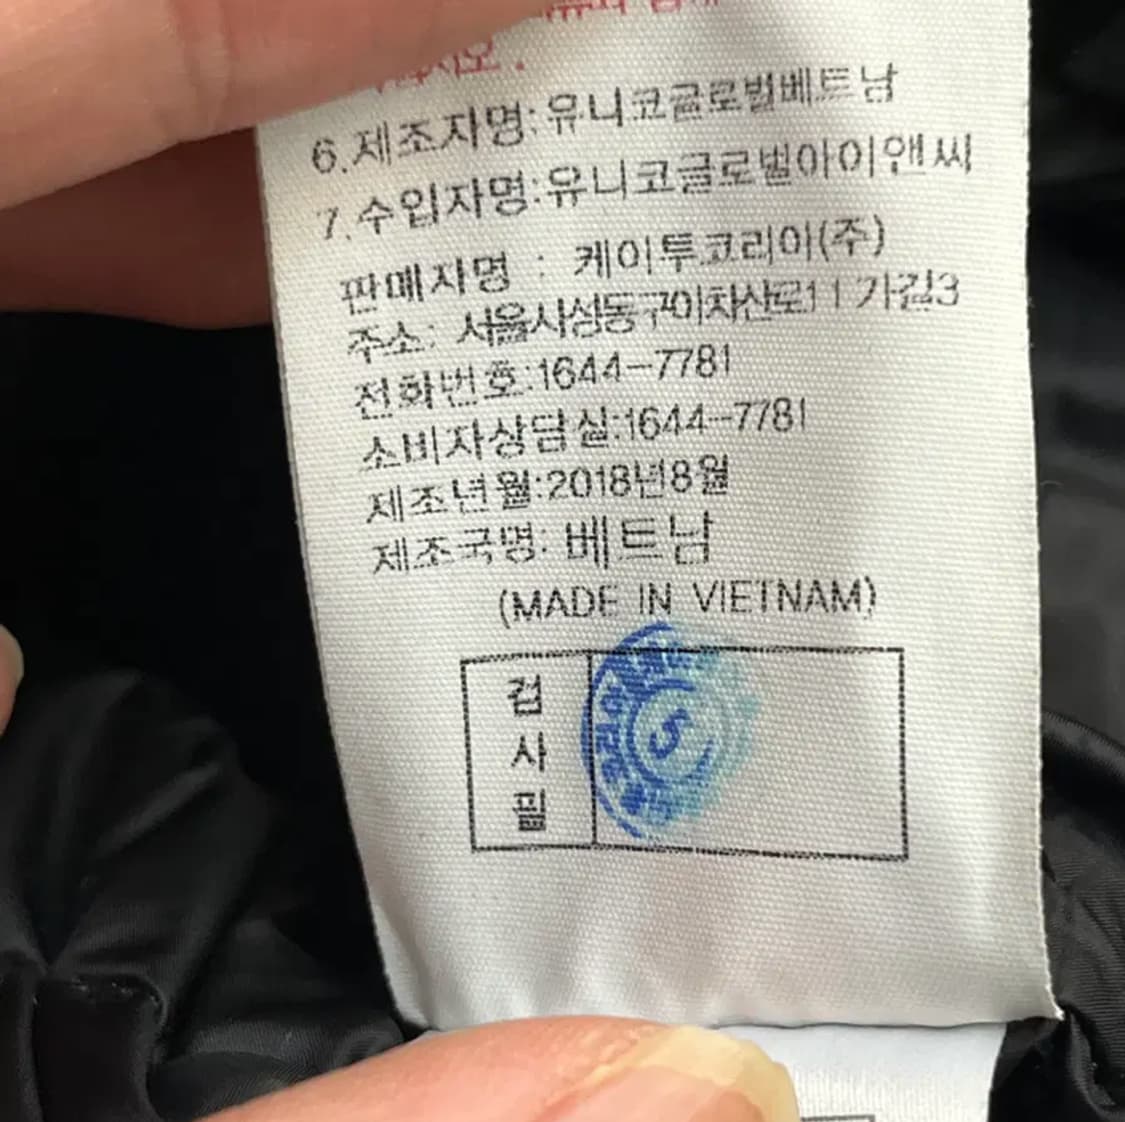 6.제조자명:유니코글로벌베트남
7.수입자명:유니코글로벌아이앤씨
판매자명 : 케이투코리아(주)
주소: 서울시성동구아차산로11가길3
전화번호:1644-7781
소비자상담실:1644-7781
제조년월:2018년8월
제조국명: 베트남
(MADE IN VIETNAM)
검
사
필
5